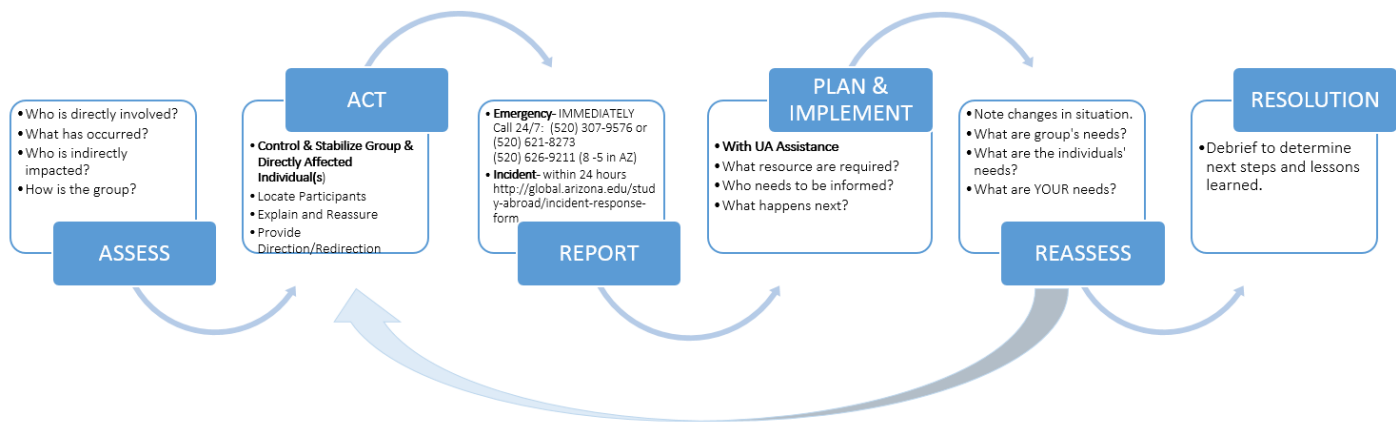 • Who is directly involved?
• What has occurred?
• Who is indirectly
impacted?
• How is the group?
ASSESS
ACT
• Control & Stabilize Group &
Directly Affected
Individual(s)
• Locate Participants
• Explain and Reassure
• Provide
Direction/Redirection
• Emergency- IMMEDIATELY
Call 24/7:  (520) 307-9576 or
(520) 621-8273
(520) 626-9211 (8 -5 in AZ)
• Incident- within 24 hours
http://global.arizona.edu/stud
y-abroad/incident-response-
form
REPORT
PLAN &
IMPLEMENT
• With UA Assistance
• What resource are required?
• Who needs to be informed?
• What happens next?
• Note changes in situation.
• What are group's needs?
• What are the individuals'
needs?
• What are YOUR needs?
REASSESS
RESOLUTION
• Debrief to determine
next steps and lessons
learned.